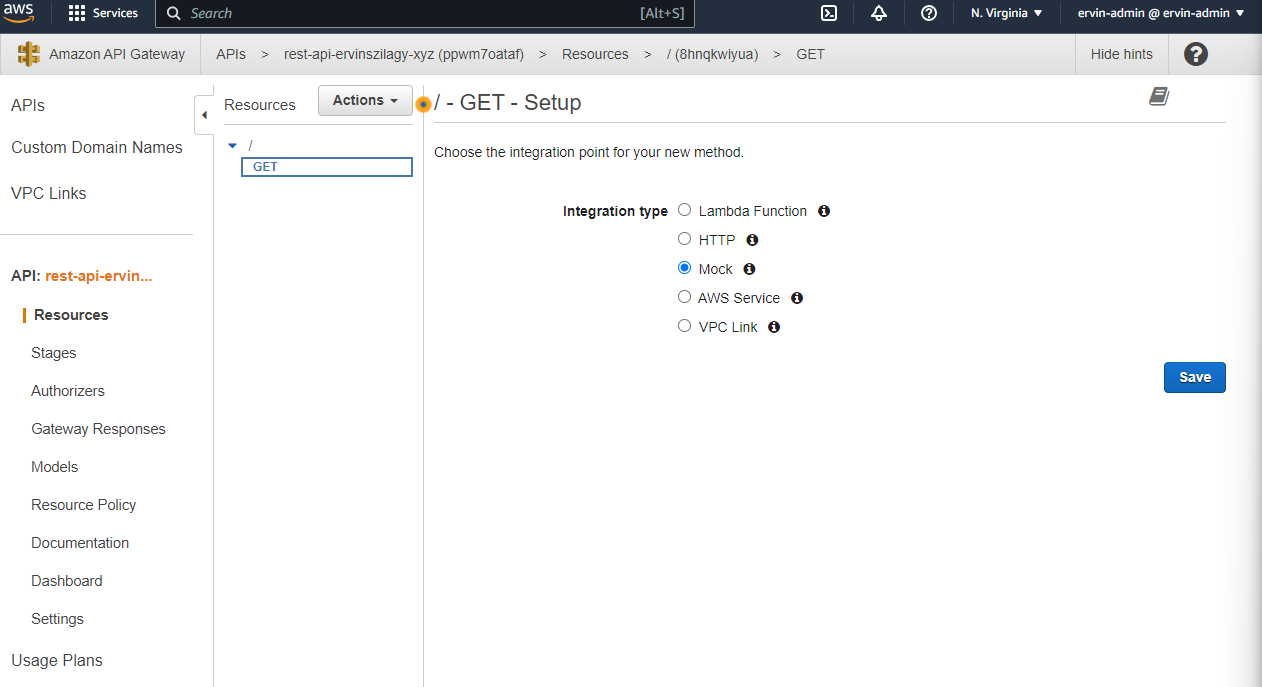 aws Services Search [Alt+S] N. Virginia ervin-admin @ ervin-admin
Amazon API Gateway APIs > rest-api-ervinszilagy-xyz (ppwm7oataf) > Resources > / (8hnqkwiyua) > GET Hide hints
APIs
Custom Domain Names
VPC Links
API: rest-api-ervin...
Resources
Stages
Authorizers
Gateway Responses
Models
Resource Policy
Documentation
Dashboard
Settings
Usage Plans
Resources Actions
/
GET
/ - GET - Setup
Choose the integration point for your new method.
Integration type Lambda Function
HTTP
Mock
AWS Service
VPC Link
Save